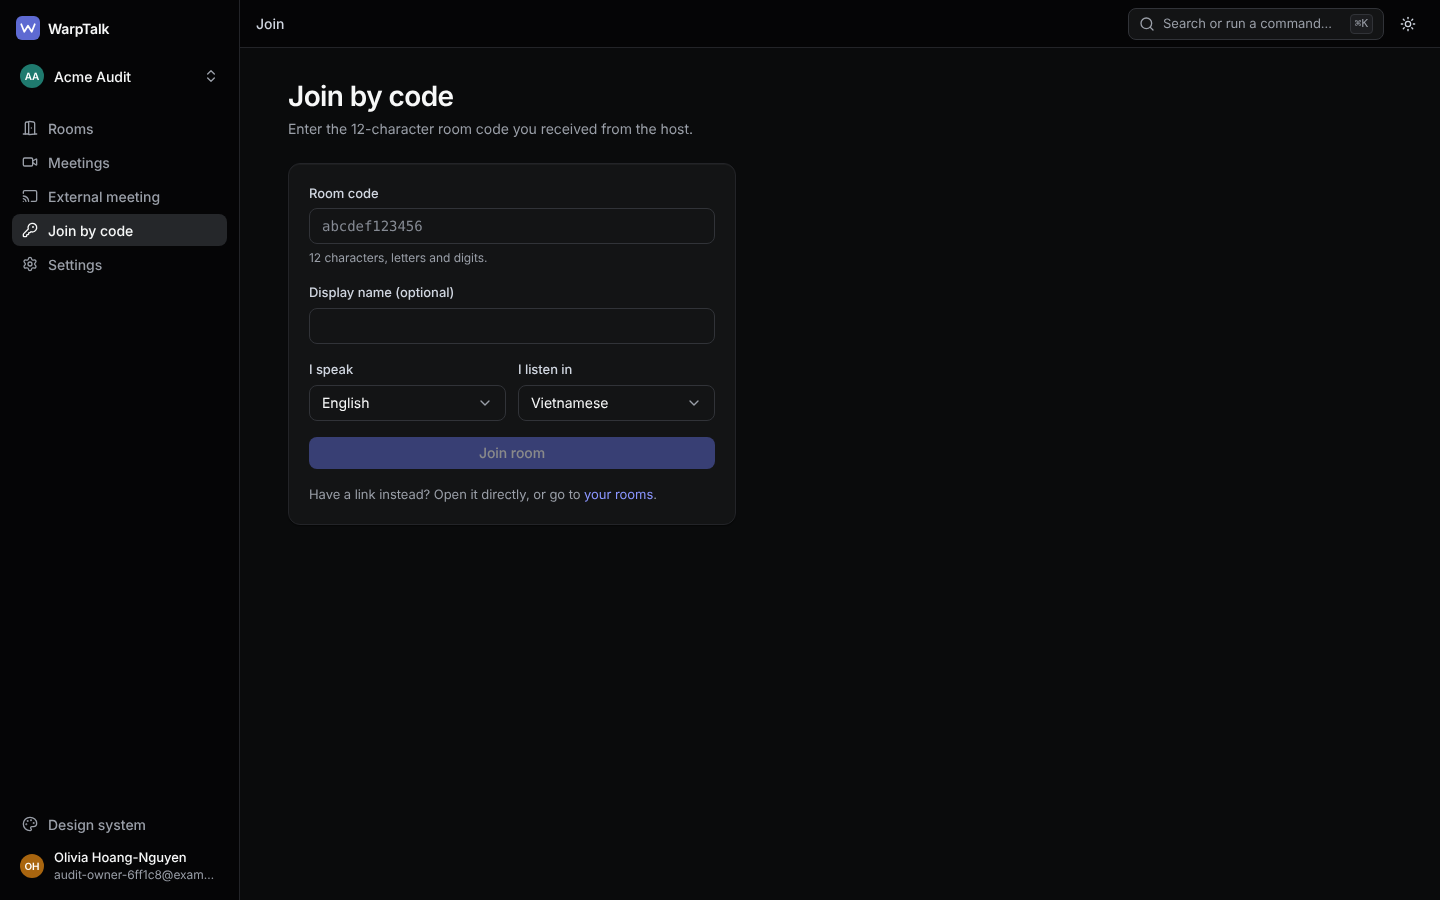 WarpTalk
Join
Search or run a command...
⌘K
AA
Acme Audit
Rooms
Meetings
External meeting
Join by code
Settings
Join by code
Enter the 12-character room code you received from the host.
Room code
abcdef123456
12 characters, letters and digits.
Display name (optional)
I speak
I listen in
English
Vietnamese
Join room
Have a link instead? Open it directly, or go to your rooms.
Design system
OH
Olivia Hoang-Nguyen
audit-owner-6ff1c8@exam...